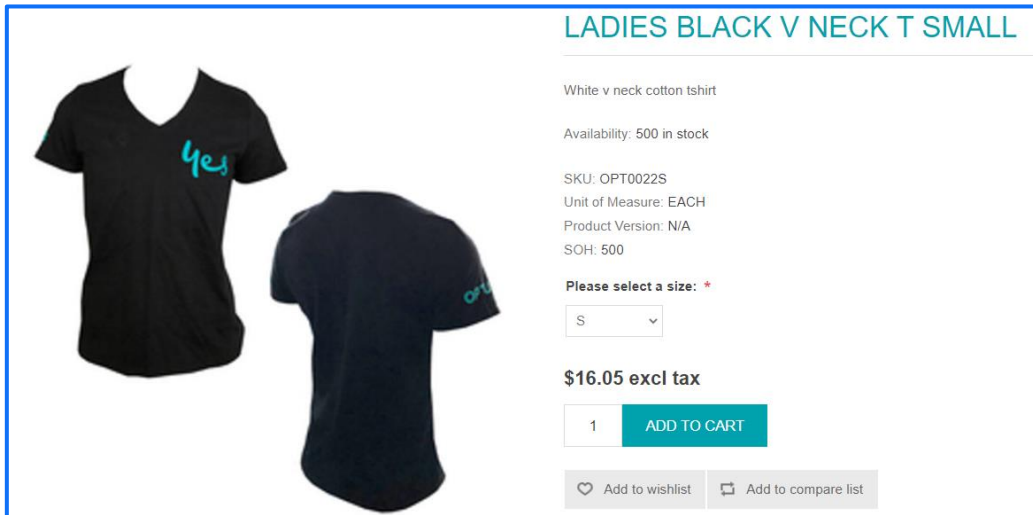 LADIES BLACK V NECK T SMALL
White v neck cotton tshirt
Availability: 500 in stock
SKU: OPT0022S
Unit of Measure: EACH
Product Version: N/A
SOH: 500
Please select a size: *
S
$16.05 excl tax
1 ADD TO CART
Add to wishlist Add to compare list
yes